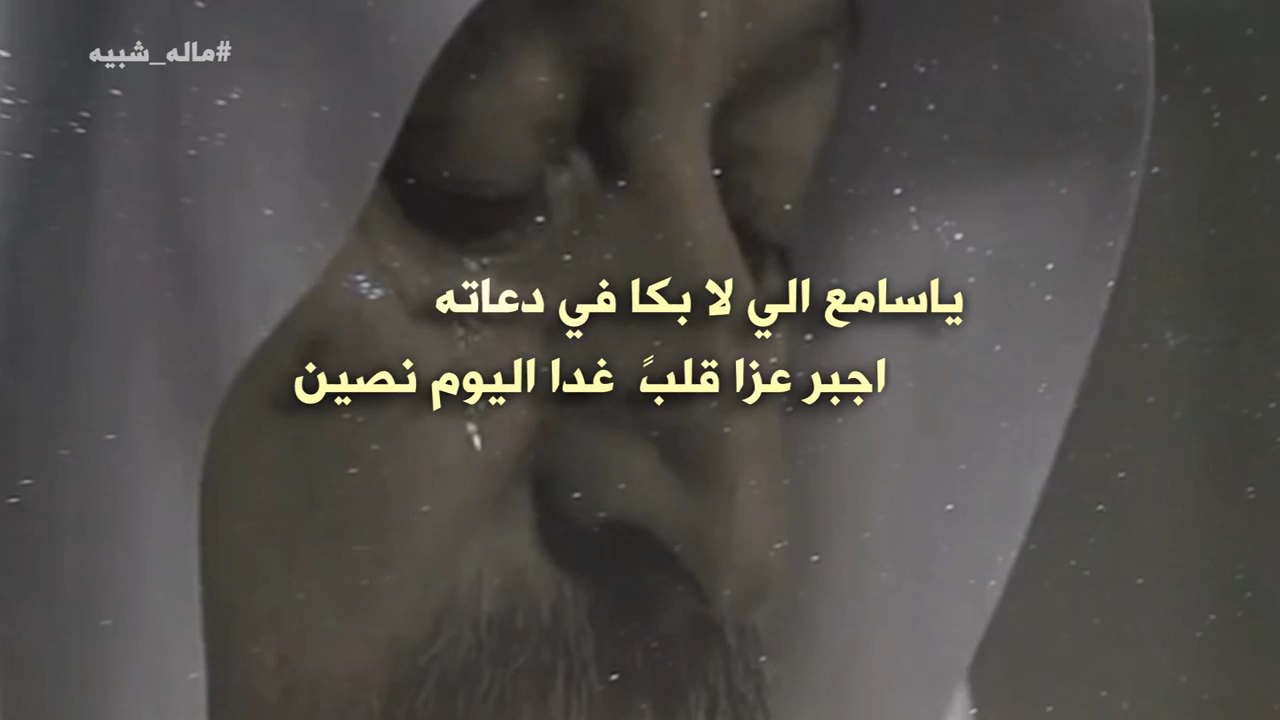 #ماله_شبيه
ياسامع الي لا بكا في دعاته
اجبر عزا قلبً غدا اليوم نصين